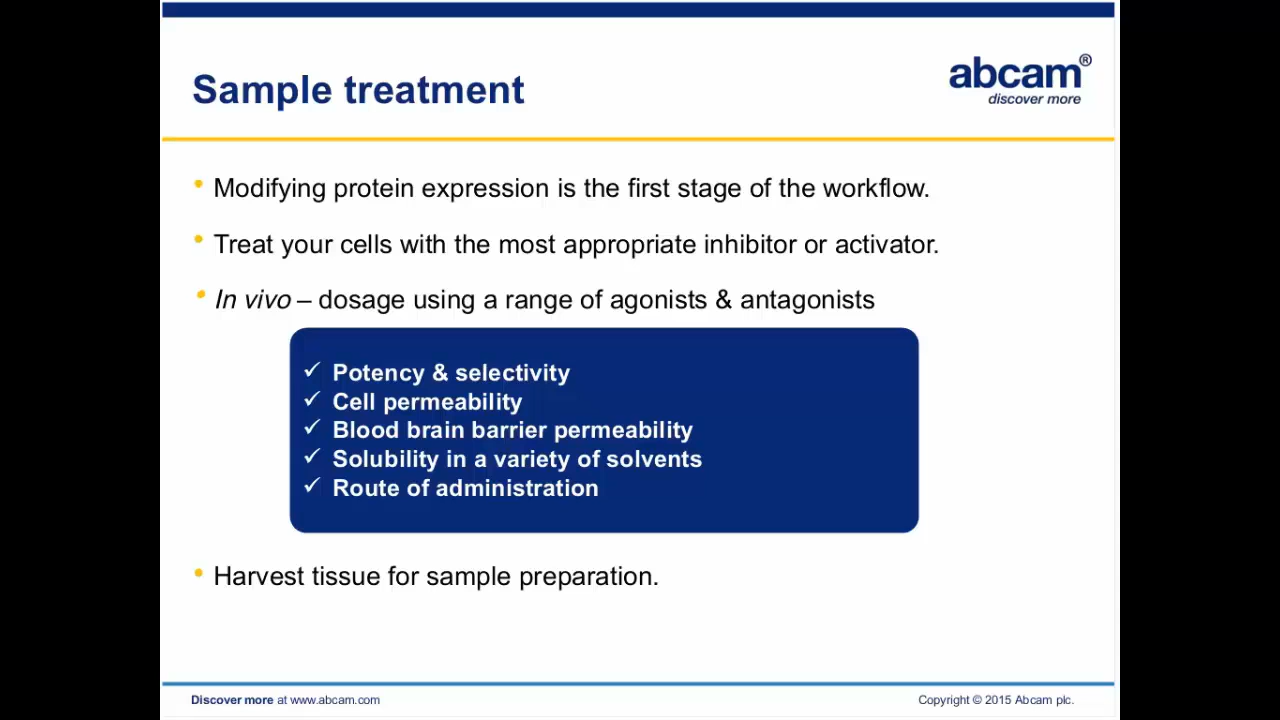 Sample treatment
abcam®
discover more
• Modifying protein expression is the first stage of the workflow.
• Treat your cells with the most appropriate inhibitor or activator.
• In vivo – dosage using a range of agonists & antagonists
✓ Potency & selectivity
✓ Cell permeability
✓ Blood brain barrier permeability
✓ Solubility in a variety of solvents
✓ Route of administration
• Harvest tissue for sample preparation.
Discover more at www.abcam.com
Copyright © 2015 Abcam plc.